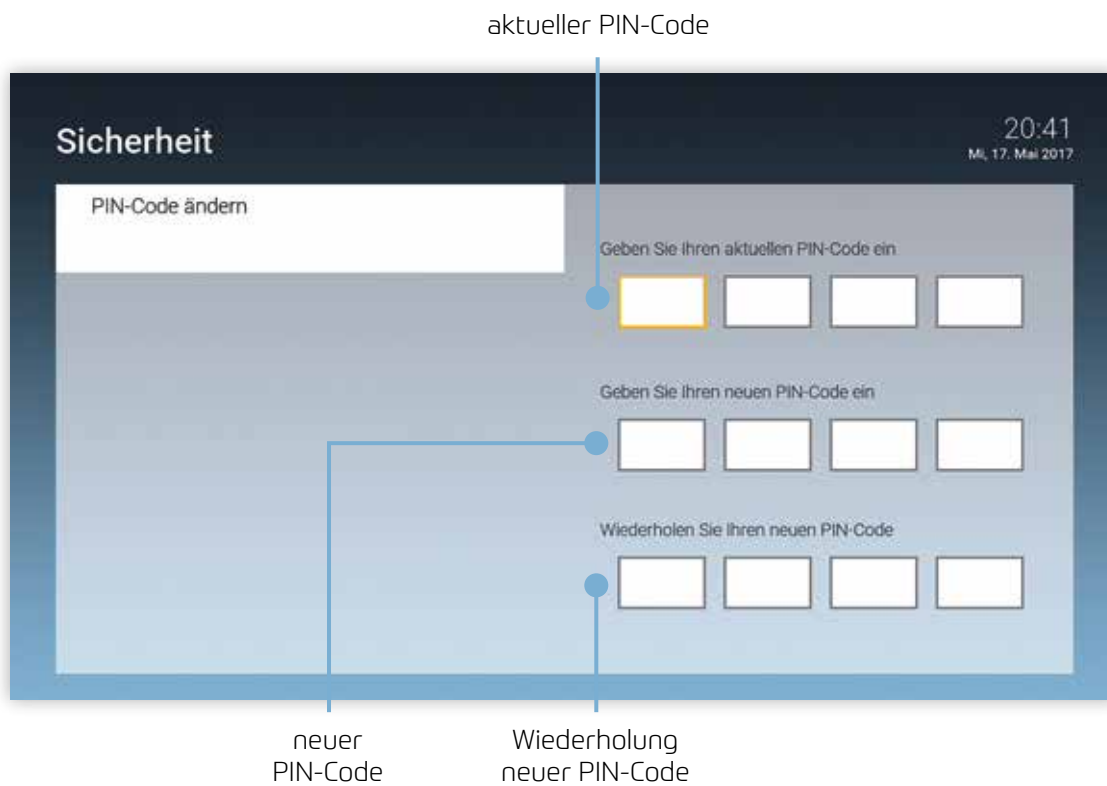 aktueller PIN-Code
Sicherheit
20:41
Mi, 17. Mai 2017
PIN-Code ändern
Geben Sie Ihren aktuellen PIN-Code ein
Geben Sie Ihren neuen PIN-Code ein
Wiederholen Sie Ihren neuen PIN-Code
neuer
PIN-Code
Wiederholung
neuer PIN-Code